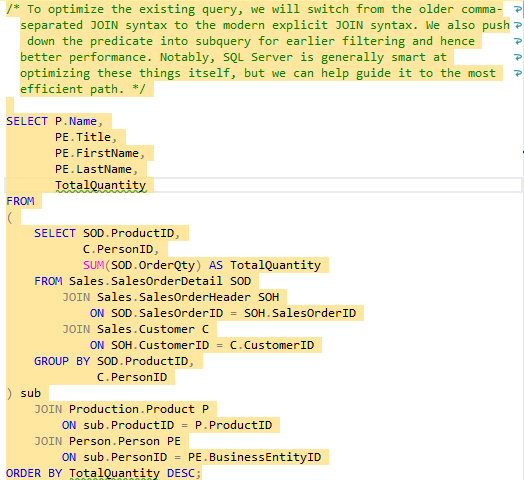 /* To optimize the existing query, we will switch from the older comma-
separated JOIN syntax to the modern explicit JOIN syntax. We also push
down the predicate into subquery for earlier filtering and hence
better performance. Notably, SQL Server is generally smart at
optimizing these things itself, but we can help guide it to the most
efficient path. */
SELECT P.Name,
PE.Title,
PE.FirstName,
PE.LastName,
TotalQuantity
FROM
(
SELECT SOD.ProductID,
C.PersonID,
SUM(SOD.OrderQty) AS TotalQuantity
FROM Sales.SalesOrderDetail SOD
JOIN Sales.SalesOrderHeader SOH
ON SOD.SalesOrderID = SOH.SalesOrderID
JOIN Sales.Customer C
ON SOH.CustomerID = C.CustomerID
GROUP BY SOD.ProductID,
C.PersonID
) sub
JOIN Production.Product P
ON sub.ProductID = P.ProductID
JOIN Person.Person PE
ON sub.PersonID = PE.BusinessEntityID
ORDER BY TotalQuantity DESC;